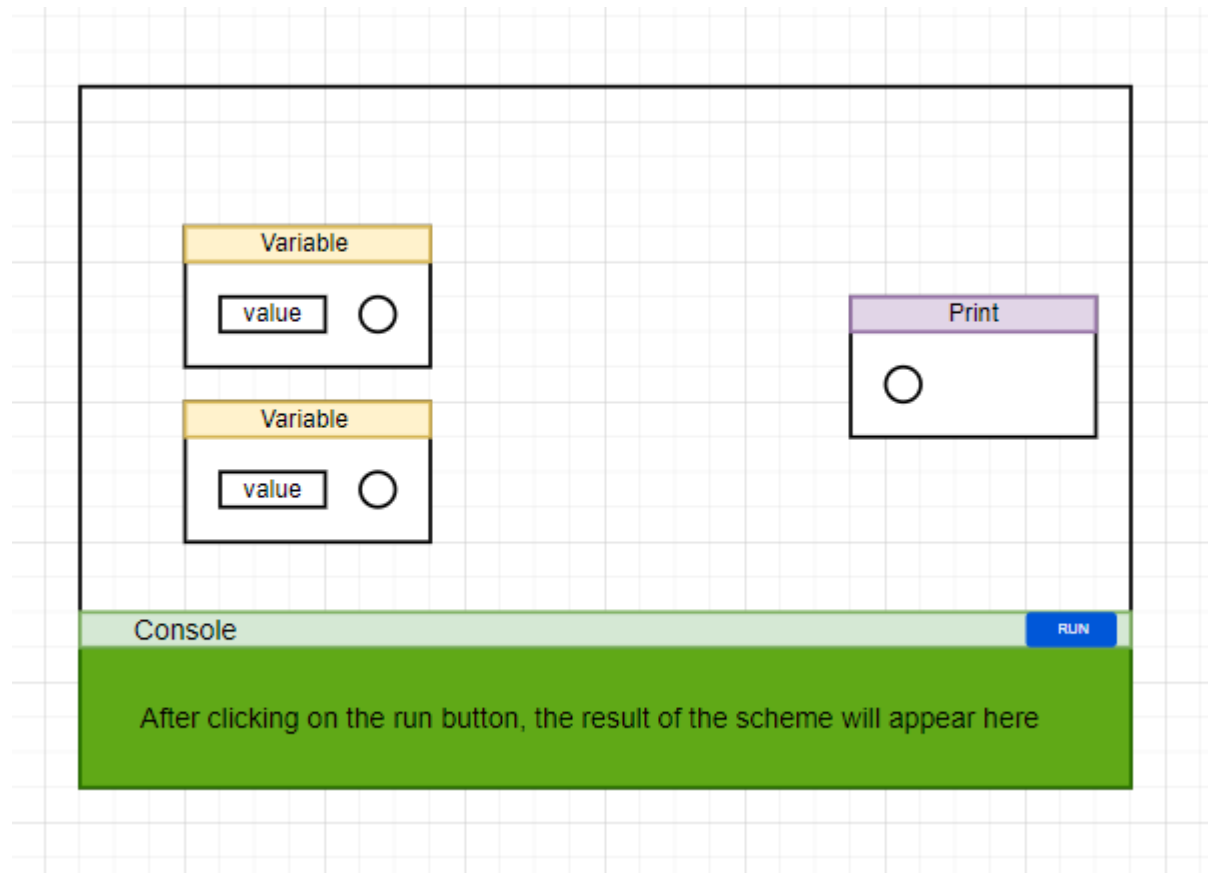 Variable
value
Print
Variable
value
Console
RUN
After clicking on the run button, the result of the scheme will appear here